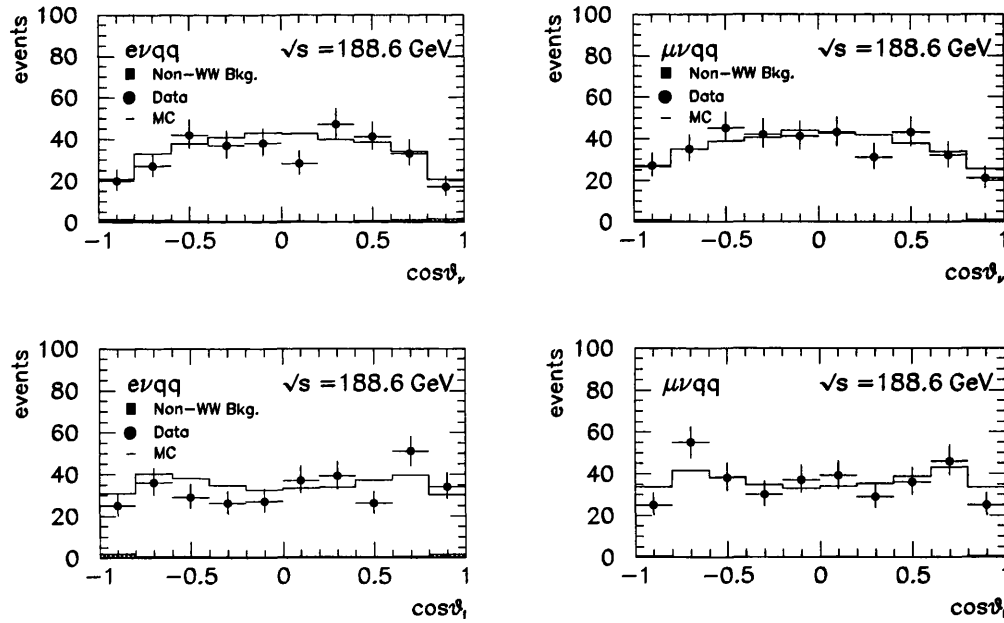 events
100
80
60
40
20
0
eνqq √s = 188.6 GeV
Non-WW Bkg.
Data
MC
-1 -0.5 0 0.5 1
cosϑν
events
100
80
60
40
20
0
μνqq √s = 188.6 GeV
Non-WW Bkg.
Data
MC
-1 -0.5 0 0.5 1
cosϑν
events
100
80
60
40
20
0
eνqq √s = 188.6 GeV
Non-WW Bkg.
Data
MC
-1 -0.5 0 0.5 1
cosϑl
events
100
80
60
40
20
0
μνqq √s = 188.6 GeV
-1 -0.5 0 0.5 1
cosϑl